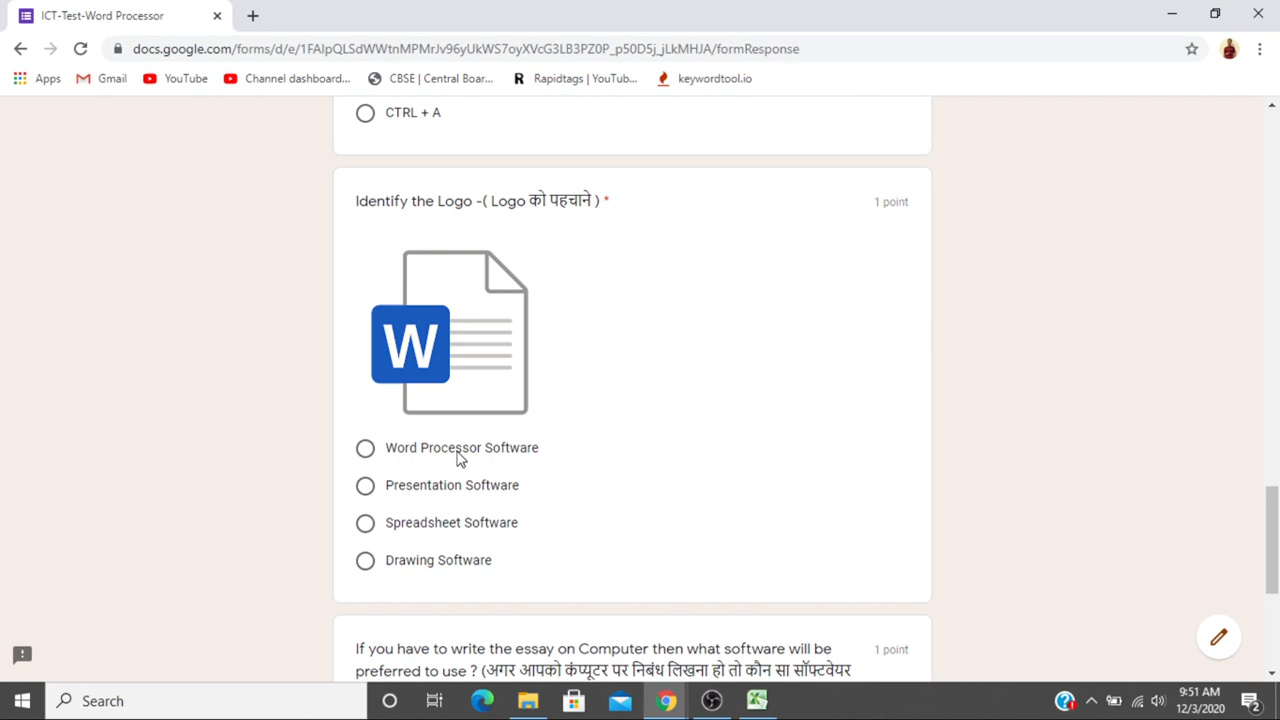 ICT-Test-Word Processor
docs.google.com/forms/d/e/1FAIpQLSdWWtnMPMrJv96yUkWS7oyXVcG3LB3PZ0P_p50D5j_jLkMHJA/formResponse
Apps Gmail YouTube Channel dashboard... CBSE | Central Boar... R Rapidtags | YouTub... keywordtool.io
CTRL + A
Identify the Logo -( Logo को पहचाने ) * 1 point
W
Word Processor Software
Presentation Software
Spreadsheet Software
Drawing Software
If you have to write the essay on Computer then what software will be 1 point
preferred to use ? (अगर आपको कंप्यूटर पर निबंध लिखना हो तो कौन सा सॉफ्टवेयर
Search
9:51 AM
12/3/2020
2